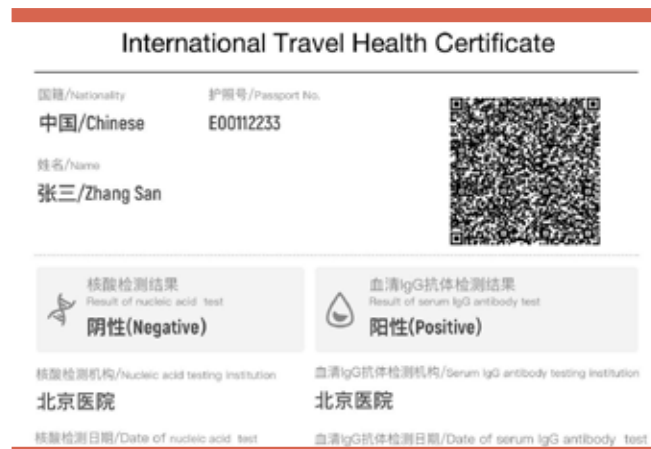 International Travel Health Certificate
国籍/Nationality 护照号/Passport No.
中国/Chinese E00112233
姓名/Name
张三/Zhang San
核酸检测结果 血清IgG抗体检测结果
Result of nucleic acid test Result of serum IgG antibody test
阴性(Negative) 阳性(Positive)
核酸检测机构/Nucleic acid testing institution 血清IgG抗体检测机构/Serum IgG antibody testing institution
北京医院 北京医院
核酸检测日期/Date of nucleic acid test 血清IgG抗体检测日期/Date of serum IgG antibody test